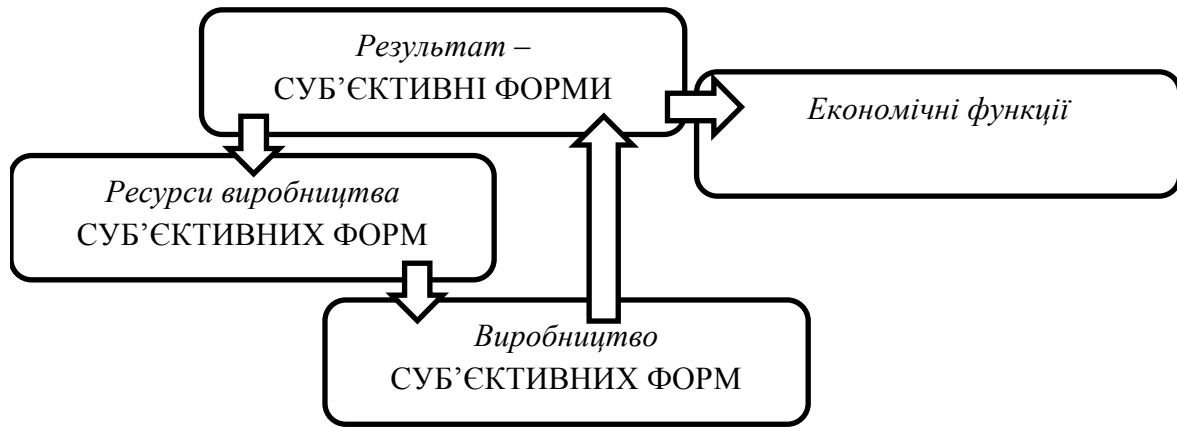 Результат –
СУБ’ЄКТИВНІ ФОРМИ
Економічні функції
Ресурси виробництва
СУБ’ЄКТИВНИХ ФОРМ
Виробництво
СУБ’ЄКТИВНИХ ФОРМ